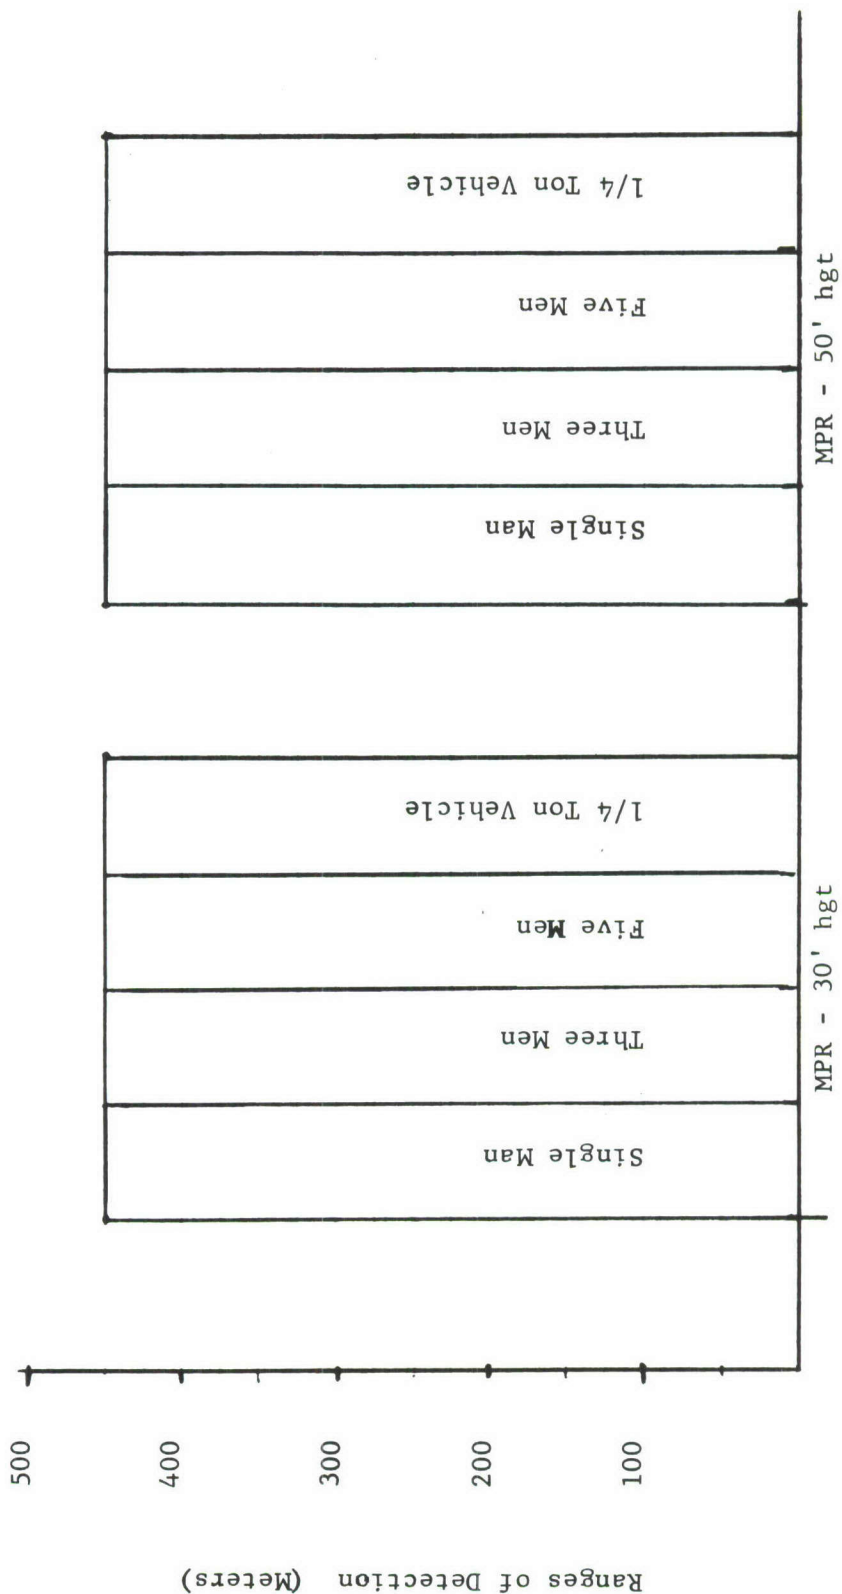 Ranges of Detection (Meters)
500
400
300
200
100
Single Man
Three Men
Five Men
1/4 Ton Vehicle
MPR - 30' hgt
Single Man
Three Men
Five Men
1/4 Ton Vehicle
MPR - 50' hgt